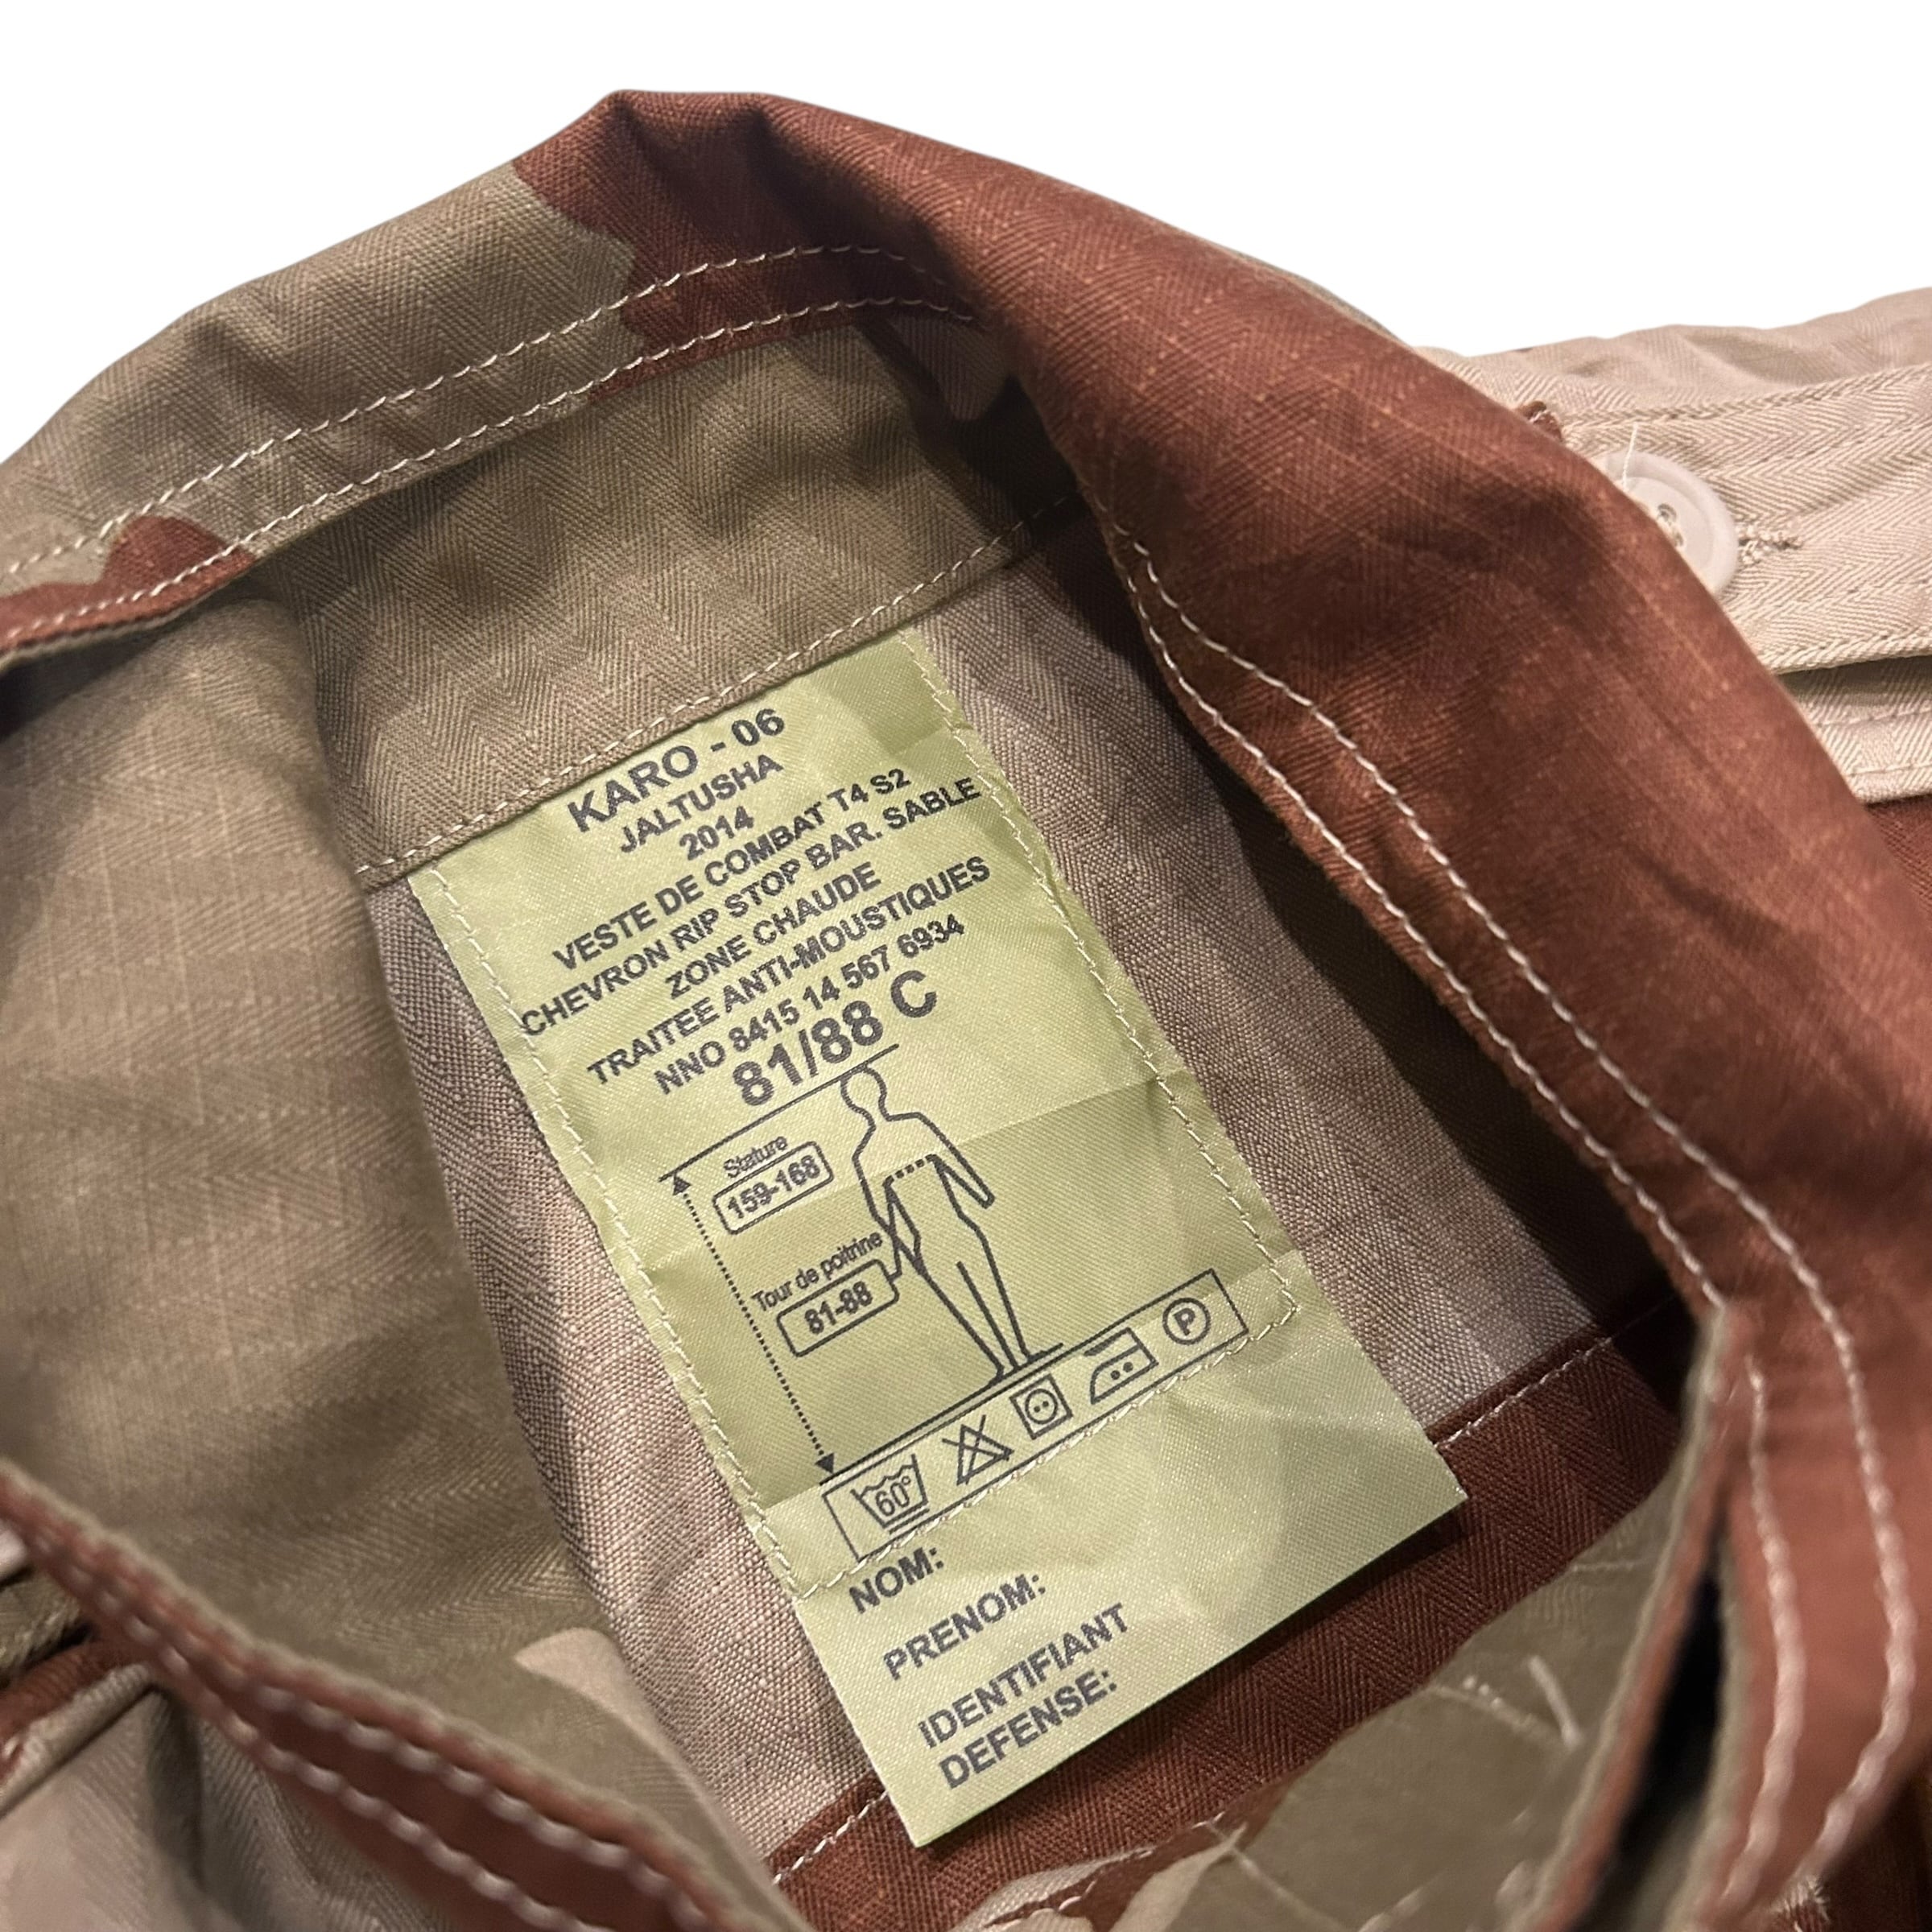 KARO - 06
JALTUSHA
2014
VESTE DE COMBAT T4 S2
CHEVRON RIP STOP BAR. SABLE
ZONE CHAUDE
TRAITEE ANTI-MOUSTIQUES
NNO 8415 14 567 6934
81/88 C
Stature
159-168
Tour de poitrine
81-88
60°
P
NOM:
PRENOM:
IDENTIFIANT
DEFENSE: